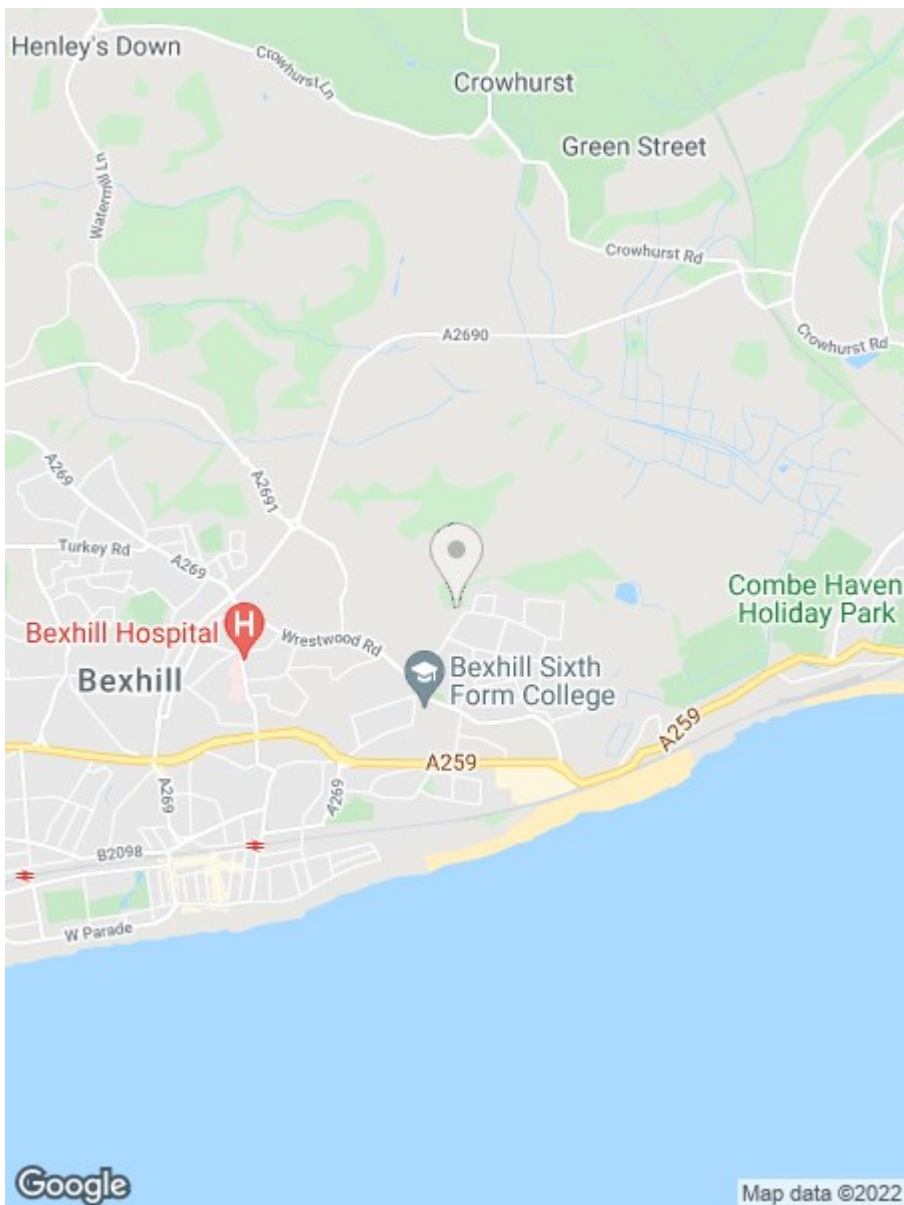 Henley's Down
Crowhurst Ln
Crowhurst
Green Street
Watermill Ln
Crowhurst Rd
A2690
Crowhurst Rd
A269
A2691
Turkey Rd
A269
Combe Haven
Holiday Park
Bexhill Hospital
H
Wrestwood Rd
Bexhill
Bexhill Sixth
Form College
A259
A259
A269
A269
B2098
W Parade
Google
Map data ©2022